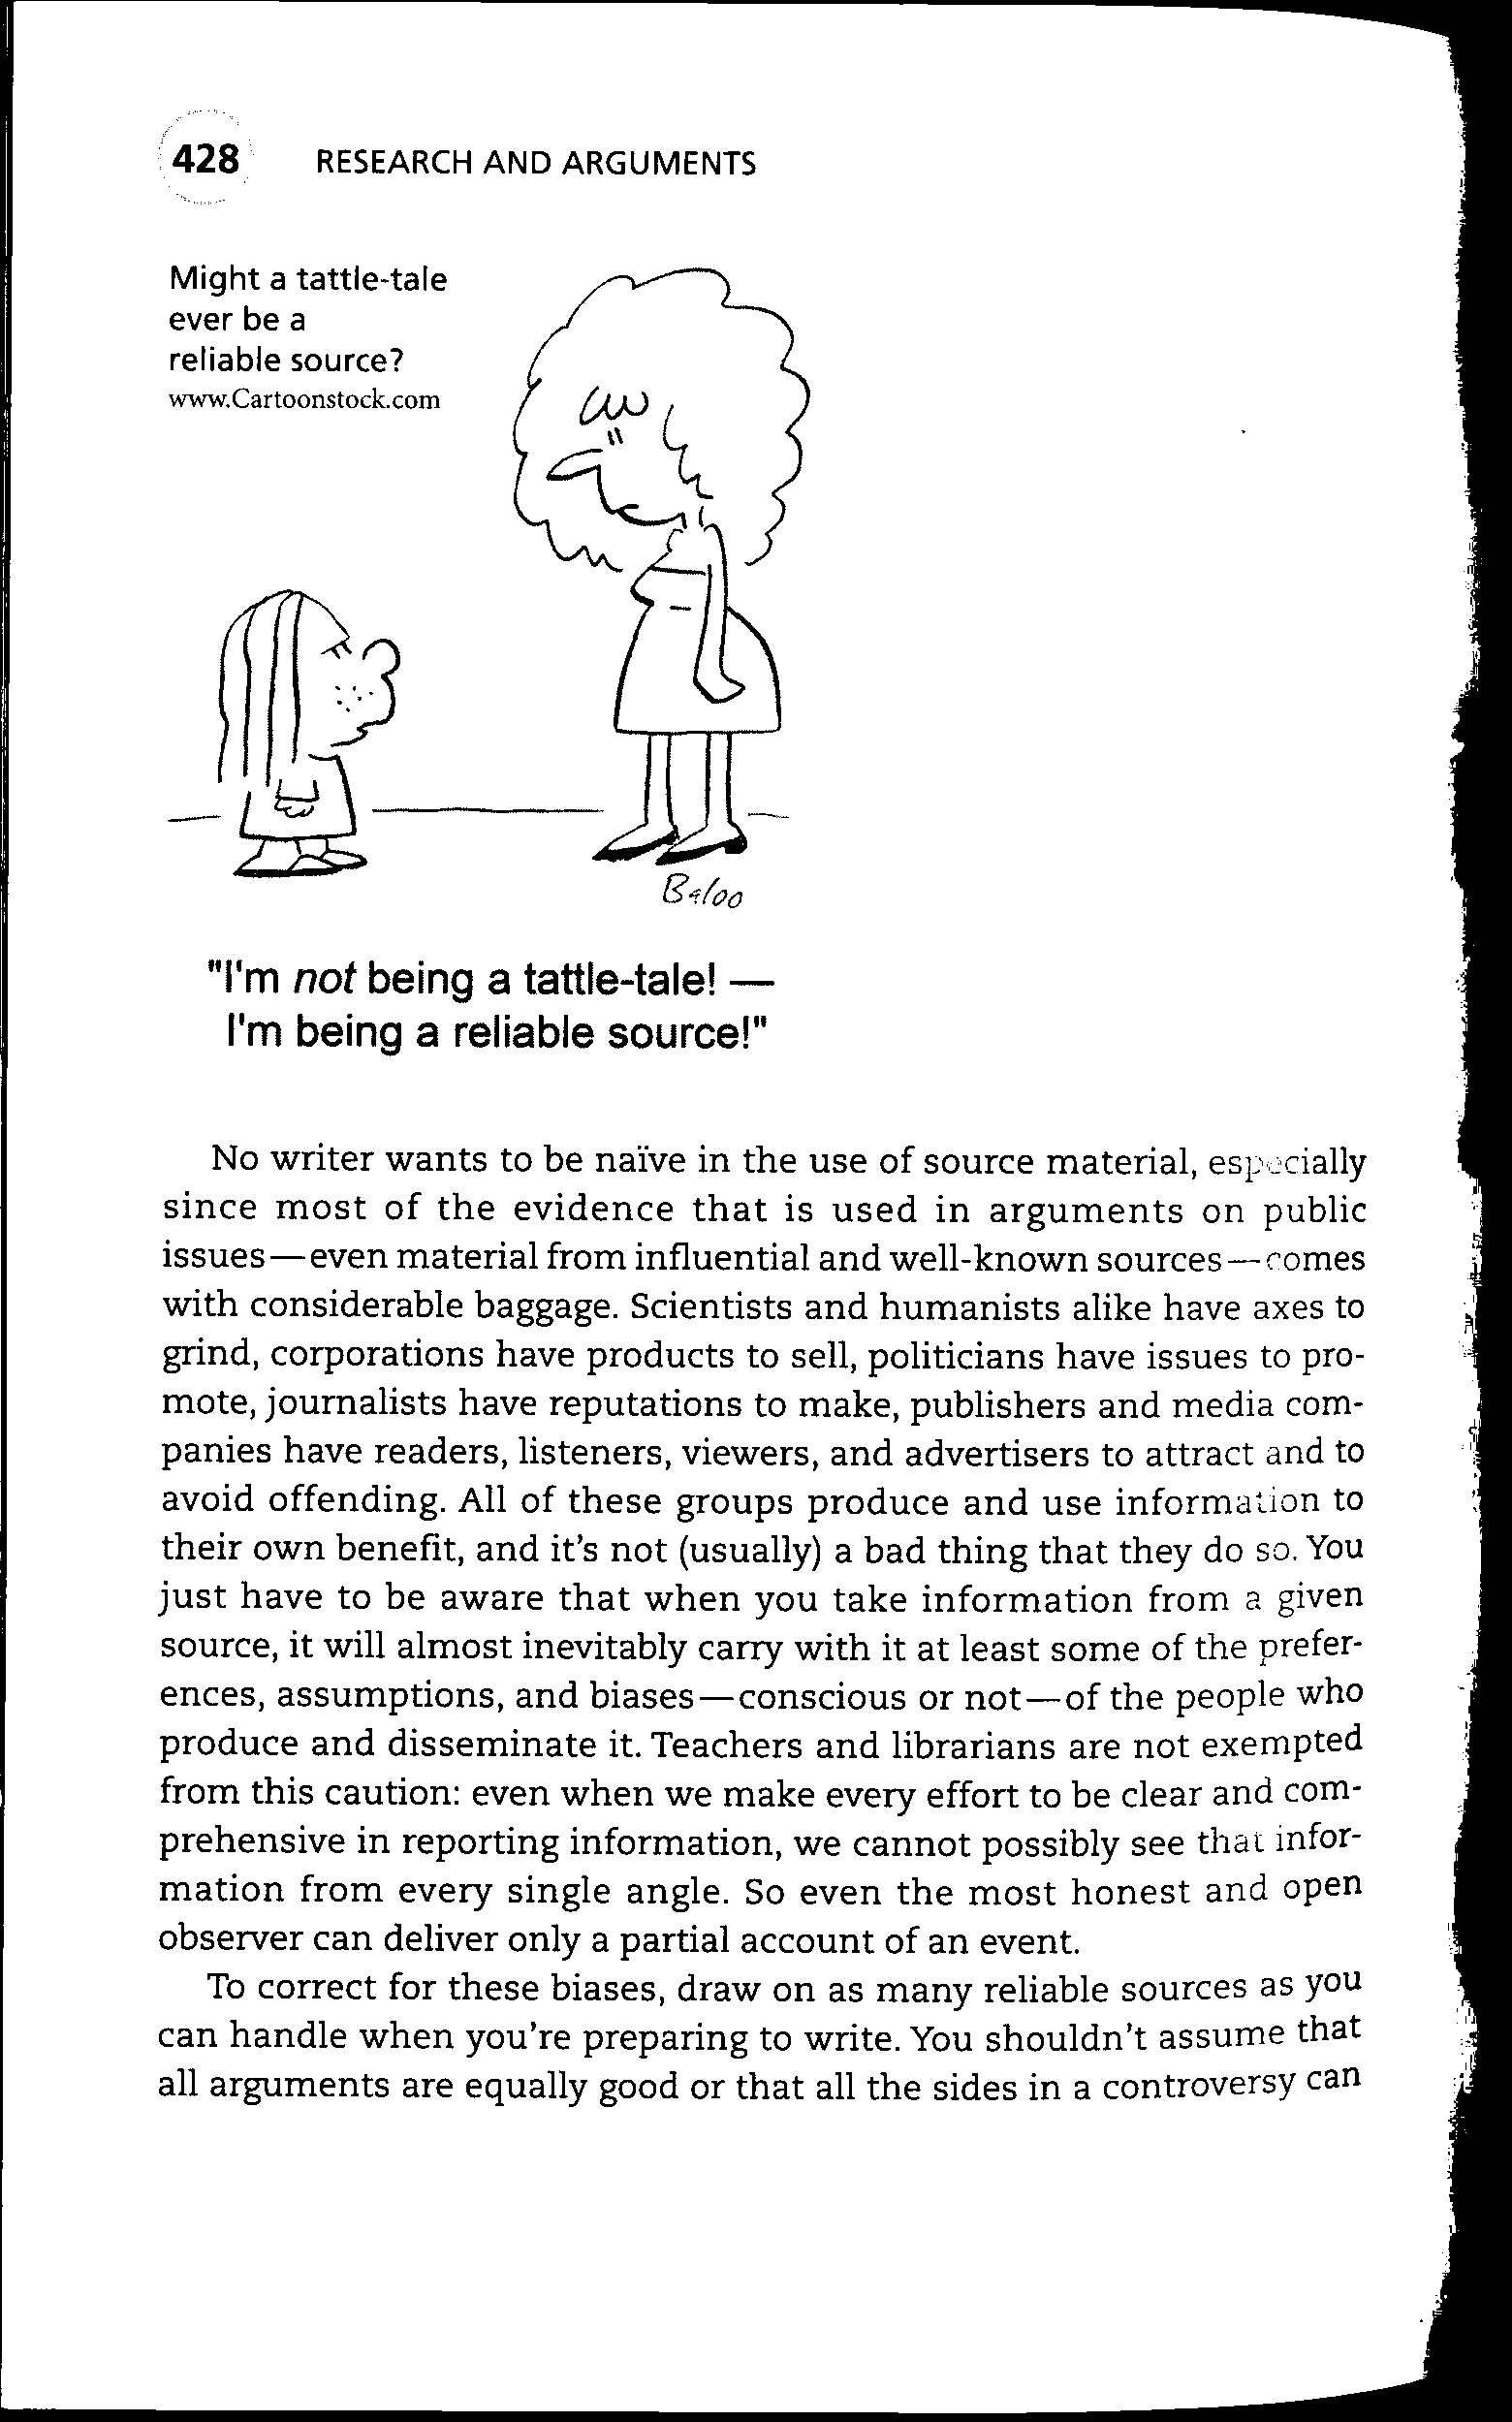 428 RESEARCH AND ARGUMENTS
Might a tattle-tale
ever be a
reliable source?
www.Cartoonstock.com
Baloo
"I'm not being a tattle-tale! —
I'm being a reliable source!"
No writer wants to be naïve in the use of source material, especially
since most of the evidence that is used in arguments on public
issues—even material from influential and well-known sources—comes
with considerable baggage. Scientists and humanists alike have axes to
grind, corporations have products to sell, politicians have issues to pro-
mote, journalists have reputations to make, publishers and media com-
panies have readers, listeners, viewers, and advertisers to attract and to
avoid offending. All of these groups produce and use information to
their own benefit, and it's not (usually) a bad thing that they do so. You
just have to be aware that when you take information from a given
source, it will almost inevitably carry with it at least some of the prefer-
ences, assumptions, and biases—conscious or not—of the people who
produce and disseminate it. Teachers and librarians are not exempted
from this caution: even when we make every effort to be clear and com-
prehensive in reporting information, we cannot possibly see that infor-
mation from every single angle. So even the most honest and open
observer can deliver only a partial account of an event.
To correct for these biases, draw on as many reliable sources as you
can handle when you're preparing to write. You shouldn't assume that
all arguments are equally good or that all the sides in a controversy can